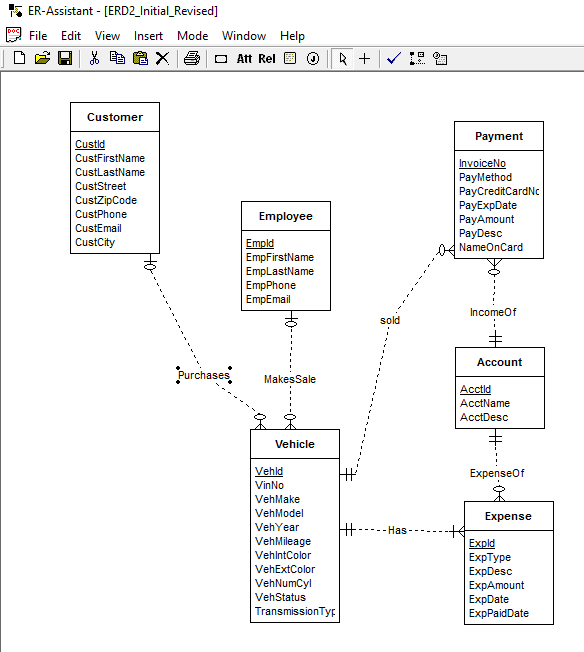 ER-Assistant - [ERD2_Initial_Revised]
File Edit View Insert Mode Window Help
Att Rel
Customer
CustId
CustFirstName
CustLastName
CustStreet
CustZipCode
CustPhone
CustEmail
CustCity
Employee
EmpId
EmpFirstName
EmpLastName
EmpPhone
EmpEmail
Payment
InvoiceNo
PayMethod
PayCreditCardNo
PayExpDate
PayAmount
PayDesc
NameOnCard
sold
IncomeOf
Purchases
MakesSale
Account
AcctId
AcctName
AcctDesc
ExpenseOf
Vehicle
VehId
VinNo
VehMake
VehModel
VehYear
VehMileage
VehIntColor
VehExtColor
VehNumCyl
VehStatus
TransmissionTyp
Has
Expense
ExpId
ExpType
ExpDesc
ExpAmount
ExpDate
ExpPaidDate